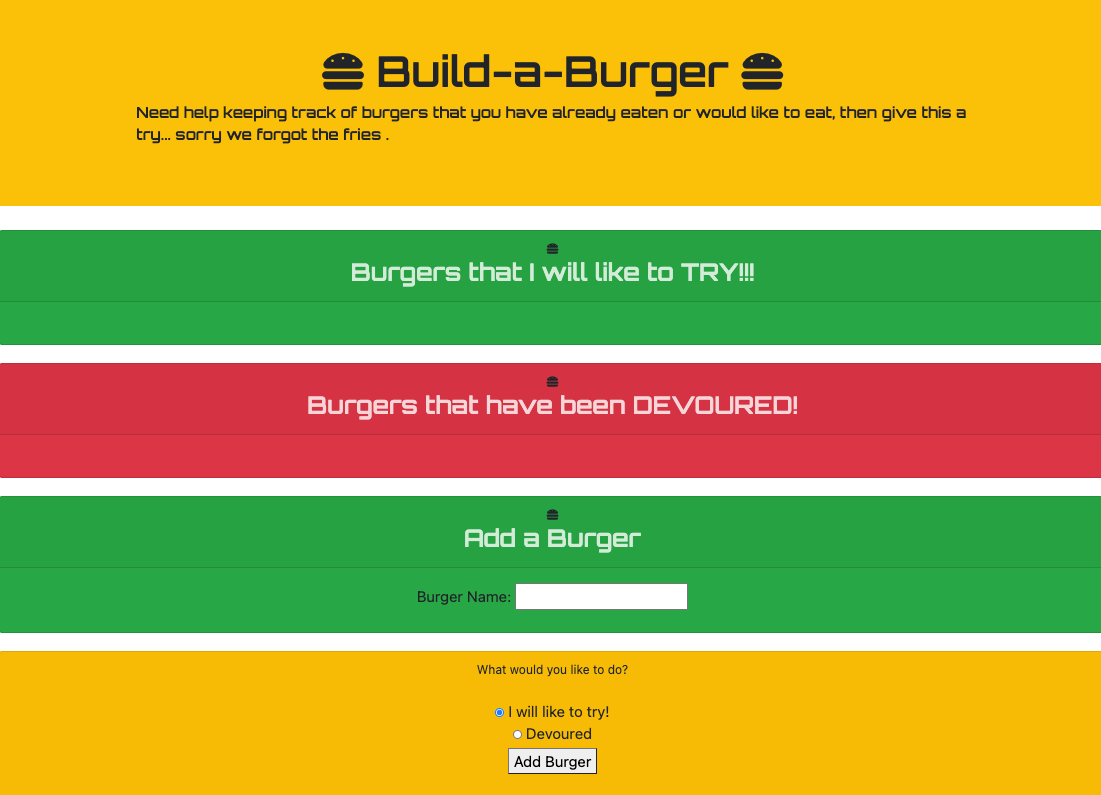 Build-a-Burger
Need help keeping track of burgers that you have already eaten or would like to eat, then give this a
try... sorry we forgot the fries .
Burgers that I will like to TRY!!!
Burgers that have been DEVOURED!
Add a Burger
Burger Name:
What would you like to do?
I will like to try!
Devoured
Add Burger